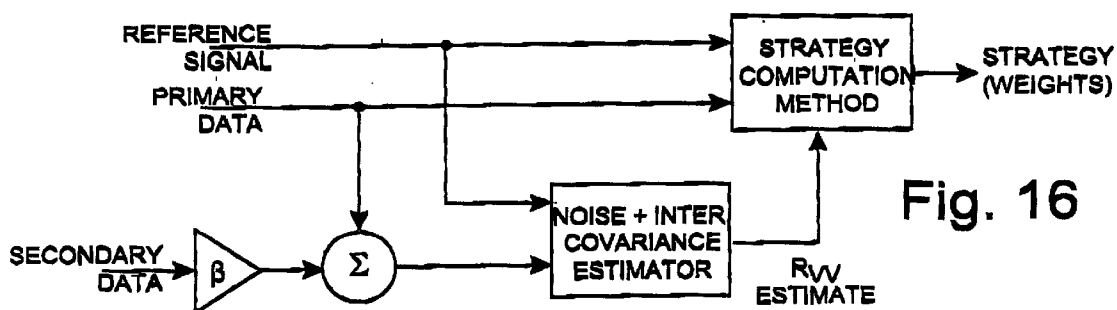 REFERENCE
SIGNAL
PRIMARY
DATA
STRATEGY
COMPUTATION
METHOD
STRATEGY
(WEIGHTS)
SECONDARY
DATA
β
Σ
NOISE + INTER
COVARIANCE
ESTIMATOR
RVV
ESTIMATE
Fig. 16